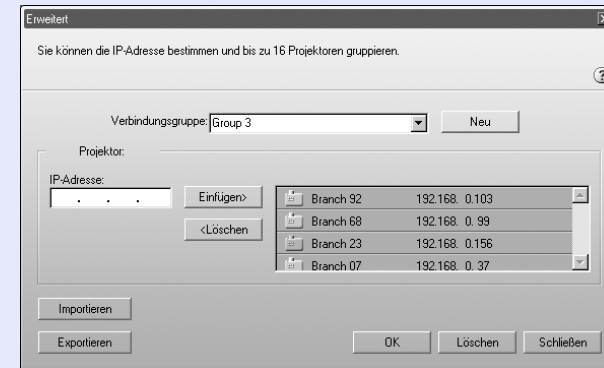 Erweitert
Sie können die IP-Adresse bestimmen und bis zu 16 Projektoren gruppieren.
?
Verbindungsgruppe: Group 3 Neu
Projektor:
IP-Adresse:
. . .
Einfügen>
<Löschen
Branch 92 192.168. 0.103
Branch 68 192.168. 0. 99
Branch 23 192.168. 0.156
Branch 07 192.168. 0. 37
Importieren
Exportieren OK Löschen Schließen